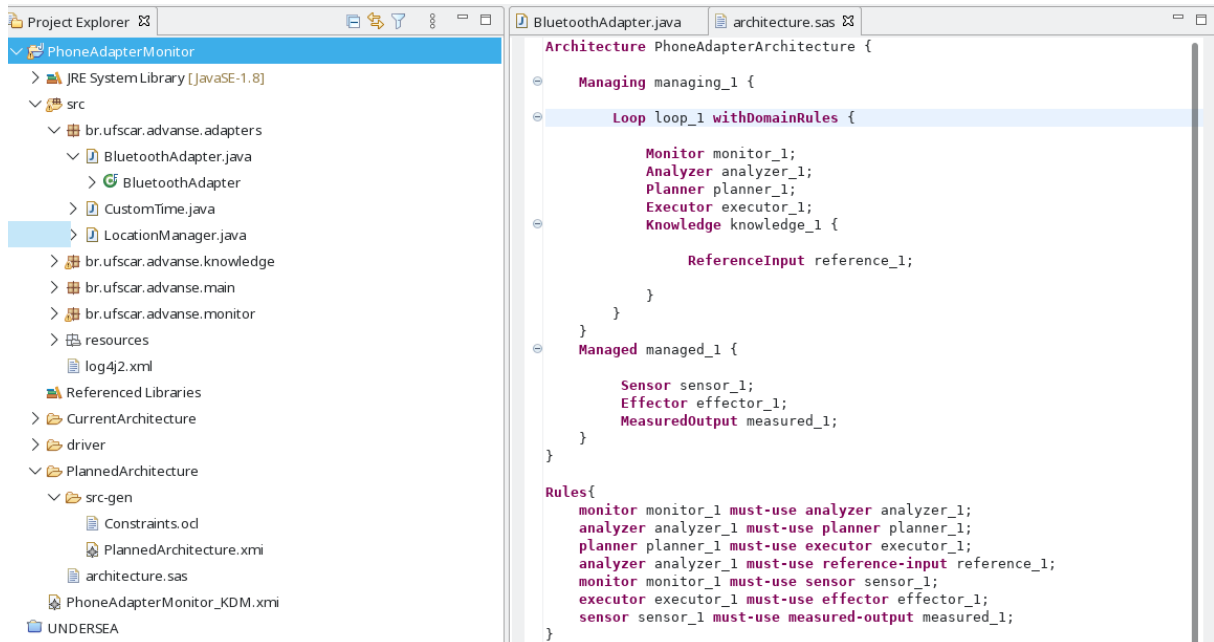 Project Explorer
PhoneAdapterMonitor
JRE System Library [JavaSE-1.8]
src
br.ufscar.advanse.adapters
BluetoothAdapter.java
BluetoothAdapter
CustomTime.java
LocationManager.java
br.ufscar.advanse.knowledge
br.ufscar.advanse.main
br.ufscar.advanse.monitor
resources
log4j2.xml
Referenced Libraries
CurrentArchitecture
driver
PlannedArchitecture
src-gen
Constraints.ocl
PlannedArchitecture.xmi
architecture.sas
PhoneAdapterMonitor_KDM.xmi
UNDERSEA
BluetoothAdapter.java architecture.sas
Architecture PhoneAdapterArchitecture {
Managing managing_1 {
Loop loop_1 withDomainRules {
Monitor monitor_1;
Analyzer analyzer_1;
Planner planner_1;
Executor executor_1;
Knowledge knowledge_1 {
ReferenceInput reference_1;
}
}
}
Managed managed_1 {
Sensor sensor_1;
Effector effector_1;
MeasuredOutput measured_1;
}
}
Rules{
monitor monitor_1 must-use analyzer analyzer_1;
analyzer analyzer_1 must-use planner planner_1;
planner planner_1 must-use executor executor_1;
analyzer analyzer_1 must-use reference-input reference_1;
monitor monitor_1 must-use sensor sensor_1;
executor executor_1 must-use effector effector_1;
sensor sensor_1 must-use measured-output measured_1;
}